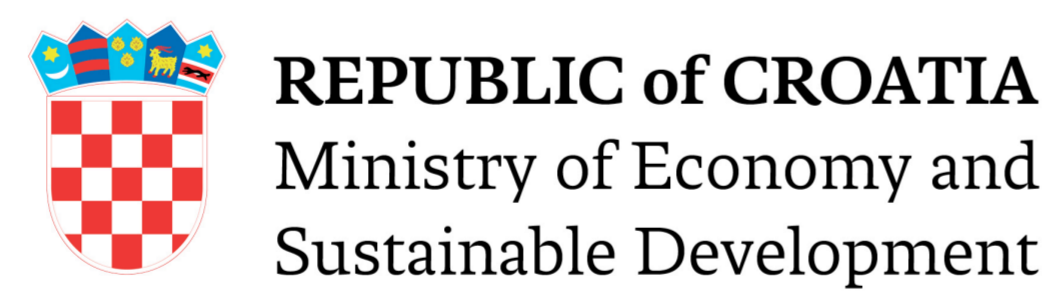 REPUBLIC of CROATIA
Ministry of Economy and
Sustainable Development